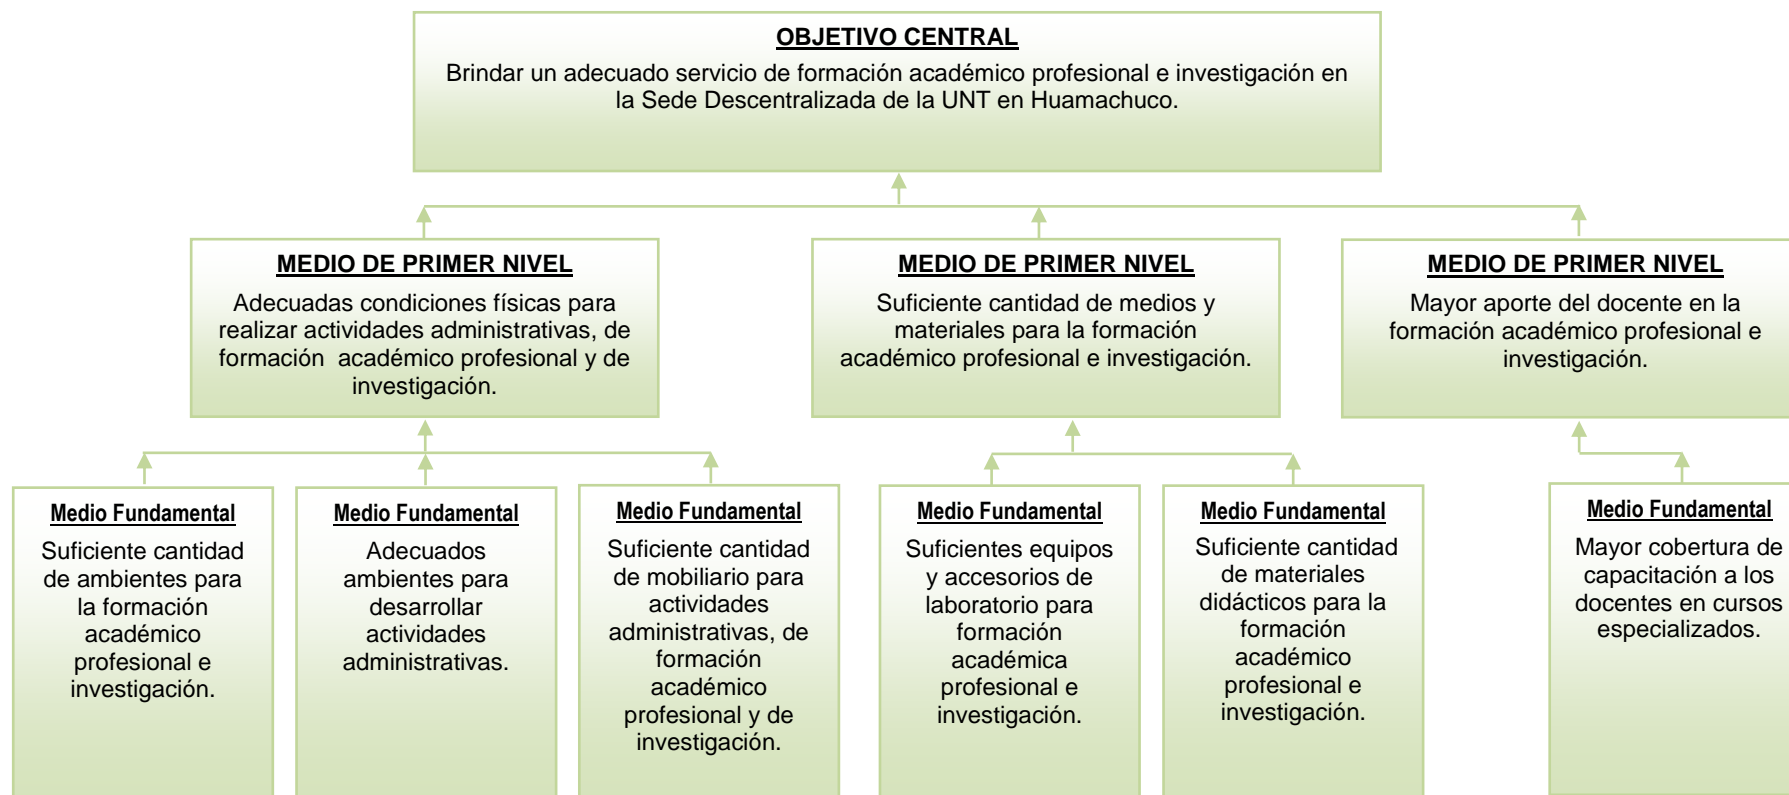 OBJETIVO CENTRAL
Brindar un adecuado servicio de formación académico profesional e investigación en
la Sede Descentralizada de la UNT en Huamachuco.
MEDIO DE PRIMER NIVEL
Adecuadas condiciones físicas para
realizar actividades administrativas, de
formación académico profesional y de
investigación.
MEDIO DE PRIMER NIVEL
Suficiente cantidad de medios y
materiales para la formación
académico profesional e investigación.
MEDIO DE PRIMER NIVEL
Mayor aporte del docente en la
formación académico profesional e
investigación.
Medio Fundamental
Suficiente cantidad
de ambientes para
la formación
académico
profesional e
investigación.
Medio Fundamental
Adecuados
ambientes para
desarrollar
actividades
administrativas.
Medio Fundamental
Suficiente cantidad
de mobiliario para
actividades
administrativas, de
formación
académico
profesional y de
investigación.
Medio Fundamental
Suficientes equipos
y accesorios de
laboratorio para
formación
académica
profesional e
investigación.
Medio Fundamental
Suficiente cantidad
de materiales
didácticos para la
formación
académico
profesional e
investigación.
Medio Fundamental
Mayor cobertura de
capacitación a los
docentes en cursos
especializados.